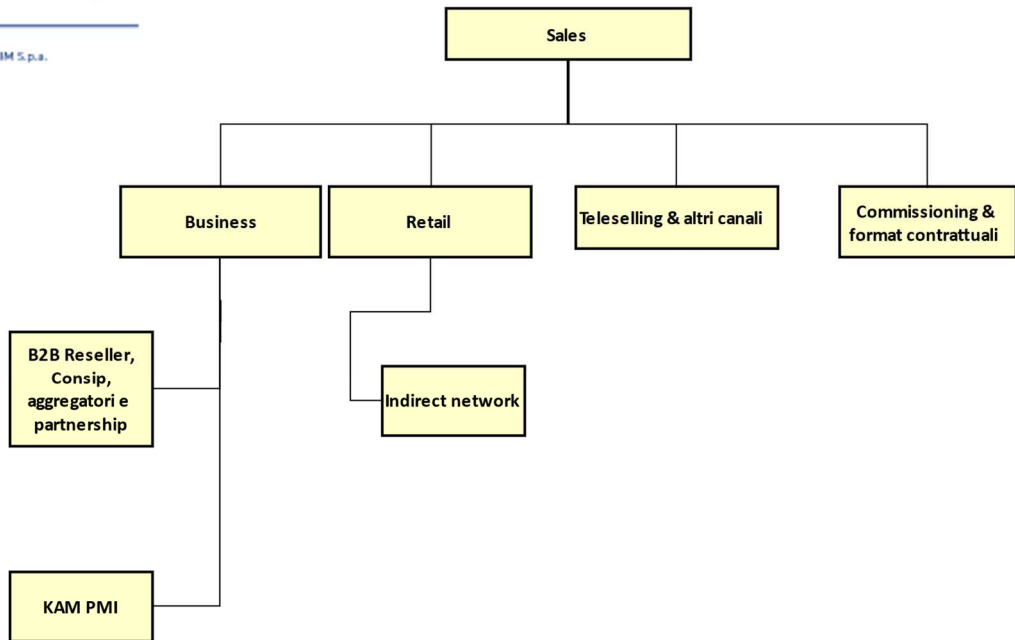 IM S.p.a.
Sales
Business
Retail
Teleselling & altri canali
Commissioning &
format contrattuali
B2B Reseller,
Consip,
aggregatori e
partnership
Indirect network
KAM PMI